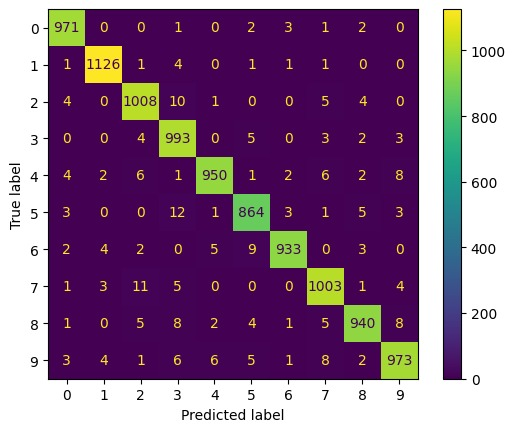 0 971 0 0 1 0 2 3 1 2 0
1 1 1126 1 4 0 1 1 1 0 0
2 4 0 1008 10 1 0 0 5 4 0
3 0 0 4 993 0 5 0 3 2 3
4 4 2 6 1 950 1 2 6 2 8
5 3 0 0 12 1 864 3 1 5 3
6 2 4 2 0 5 9 933 0 3 0
7 1 3 11 5 0 0 0 1003 1 4
8 1 0 5 8 2 4 1 5 940 8
9 3 4 1 6 6 5 1 8 2 973
0 1 2 3 4 5 6 7 8 9
Predicted label
True label
1000
800
600
400
200
0